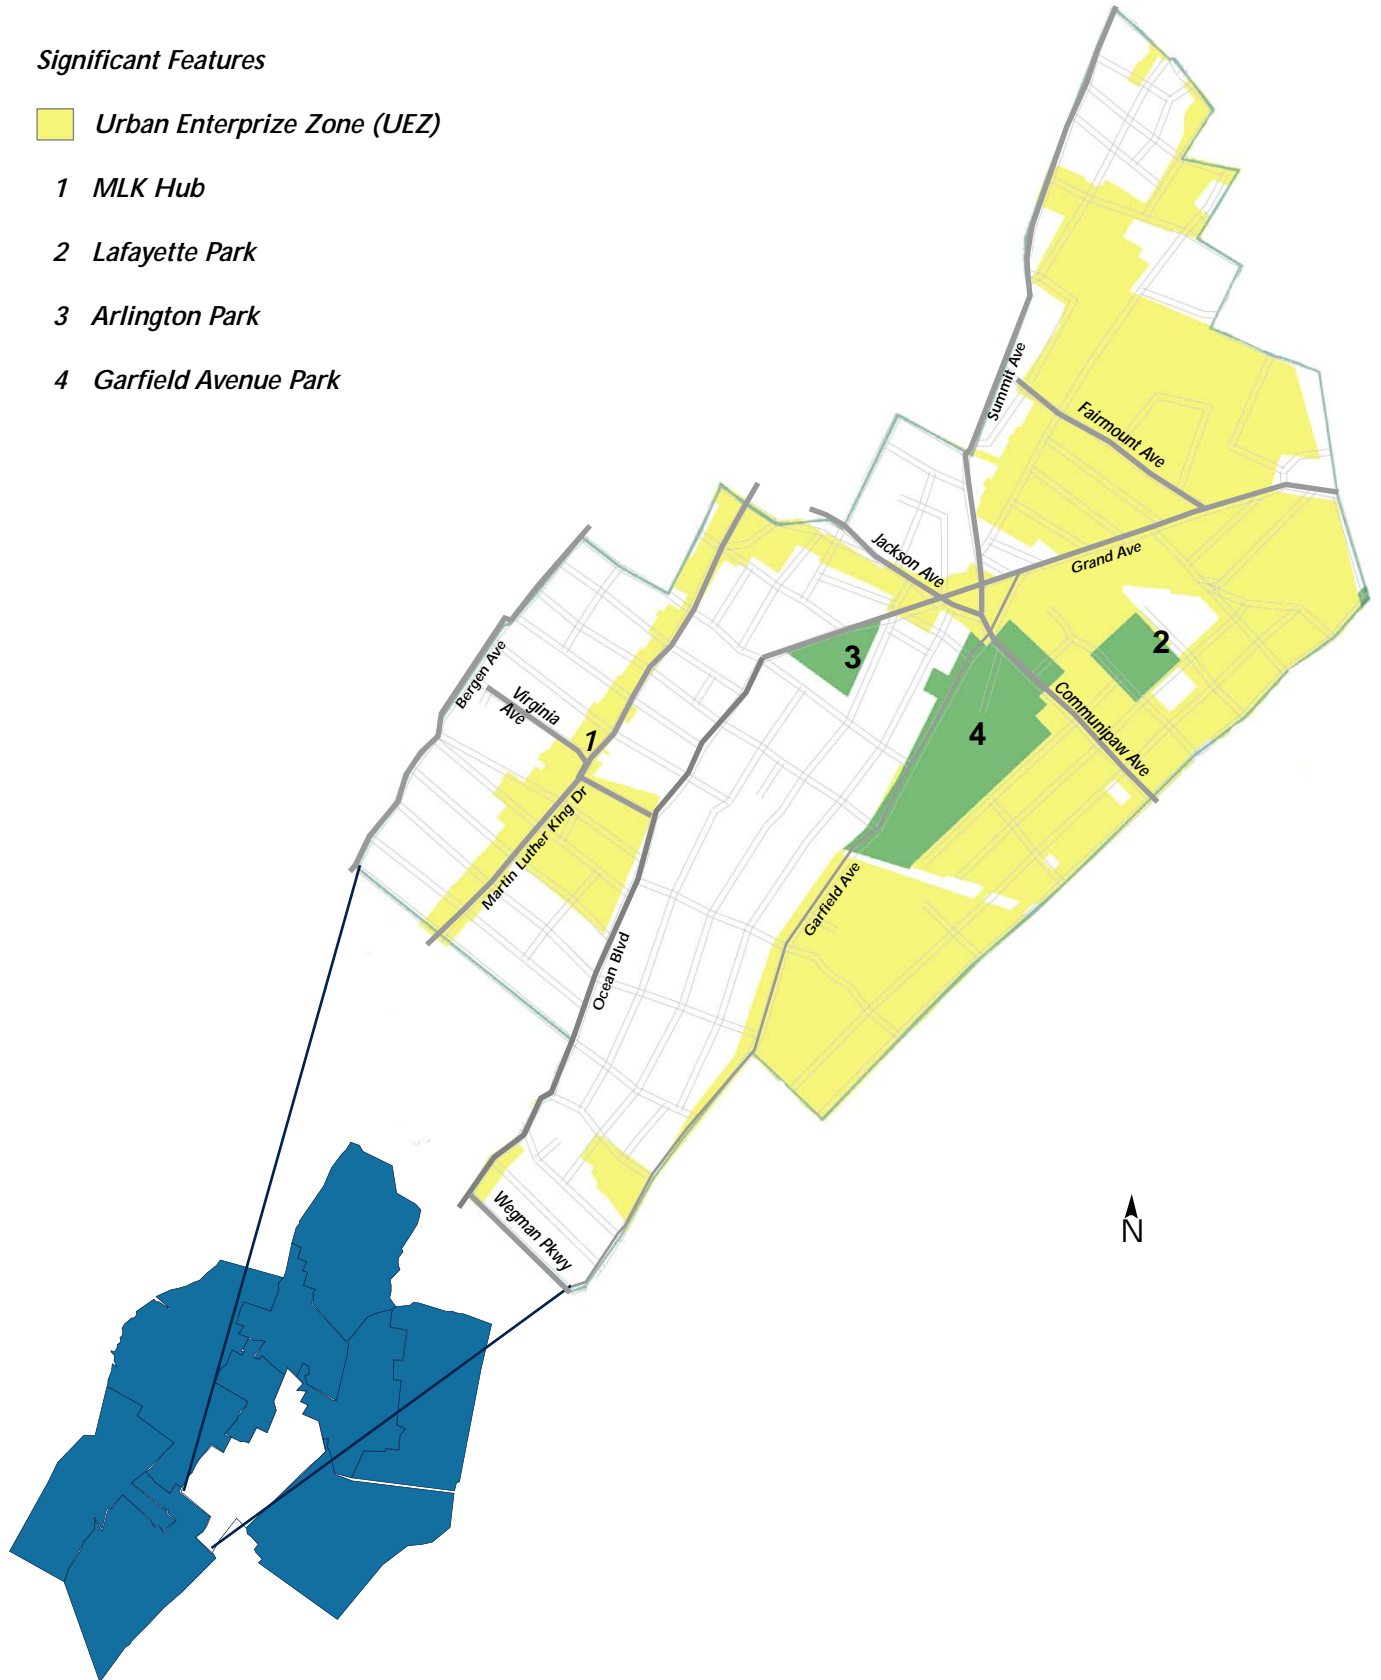 Significant Features
Urban Enterprize Zone (UEZ)
1 MLK Hub
2 Lafayette Park
3 Arlington Park
4 Garfield Avenue Park
Summit Ave
Fairmount Ave
Jackson Ave
Grand Ave
2
3
Bergen Ave
Virginia
Ave
1
4
Communipaw Ave
Martin Luther King Dr
Garfield Ave
Ocean Blvd
Wegman Pkwy
N